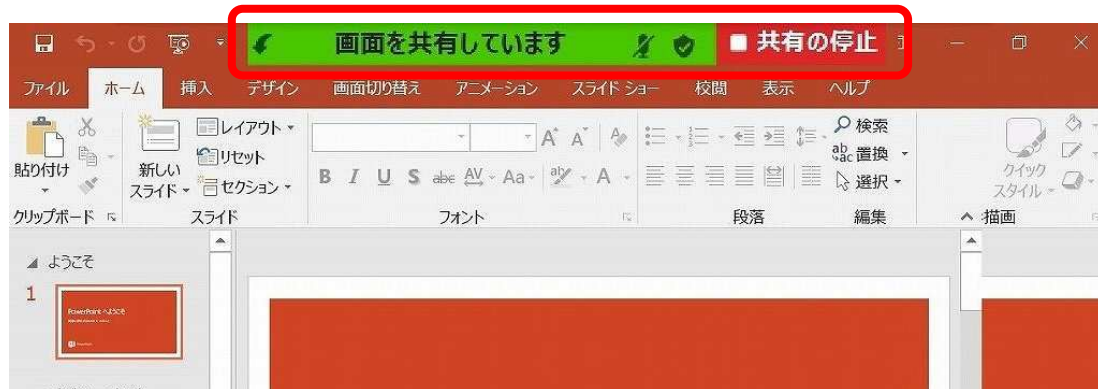 画面を共有しています 共有の停止
ファイル ホーム 挿入 デザイン 画面切り替え アニメーション スライド ショー 校閲 表示 ヘルプ
貼り付け
新しい
スライド
レイアウト
リセット
セクション
B I U S abc AV Aa A
A A
検索
置換
選択
クイック
スタイル
クリップボード スライド フォント 段落 編集 描画
ようこそ
1
PowerPoint へようこそ